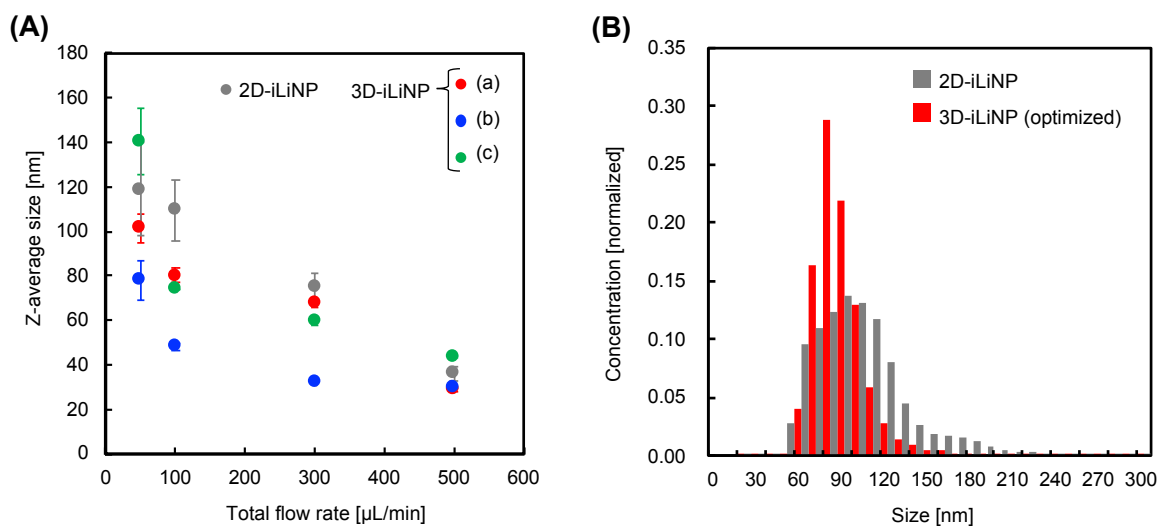 (A)
180
160
140
120
100
80
60
40
20
0
Z-average size [nm]
0 100 200 300 400 500 600
Total flow rate [µL/min]
2D-iLiNP
3D-iLiNP
(a)
(b)
(c)
(B)
0.35
0.30
0.25
0.20
0.15
0.10
0.05
0.00
Concentration [normalized]
0 30 60 90 120 150 180 210 240 270 300
Size [nm]
2D-iLiNP
3D-iLiNP (optimized)